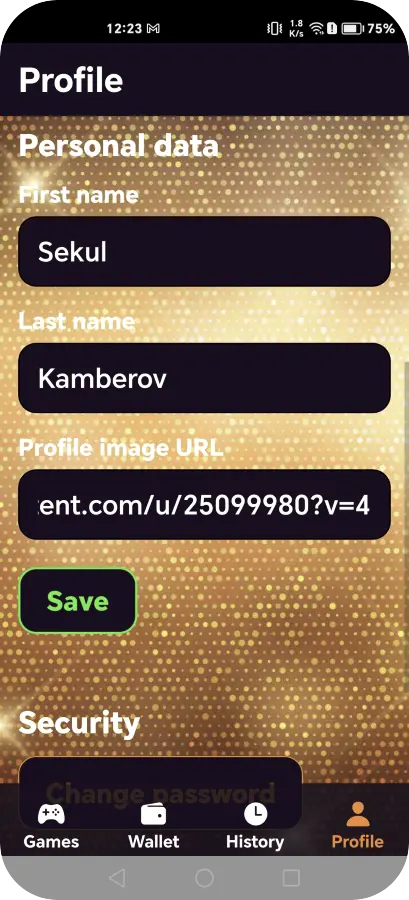 12:23
1.8
K/s
75%
Profile
Personal data
First name
Sekul
Last name
Kamberov
Profile image URL
ent.com/u/25099980?v=4
Save
Security
Change password
Games
Wallet
History
Profile